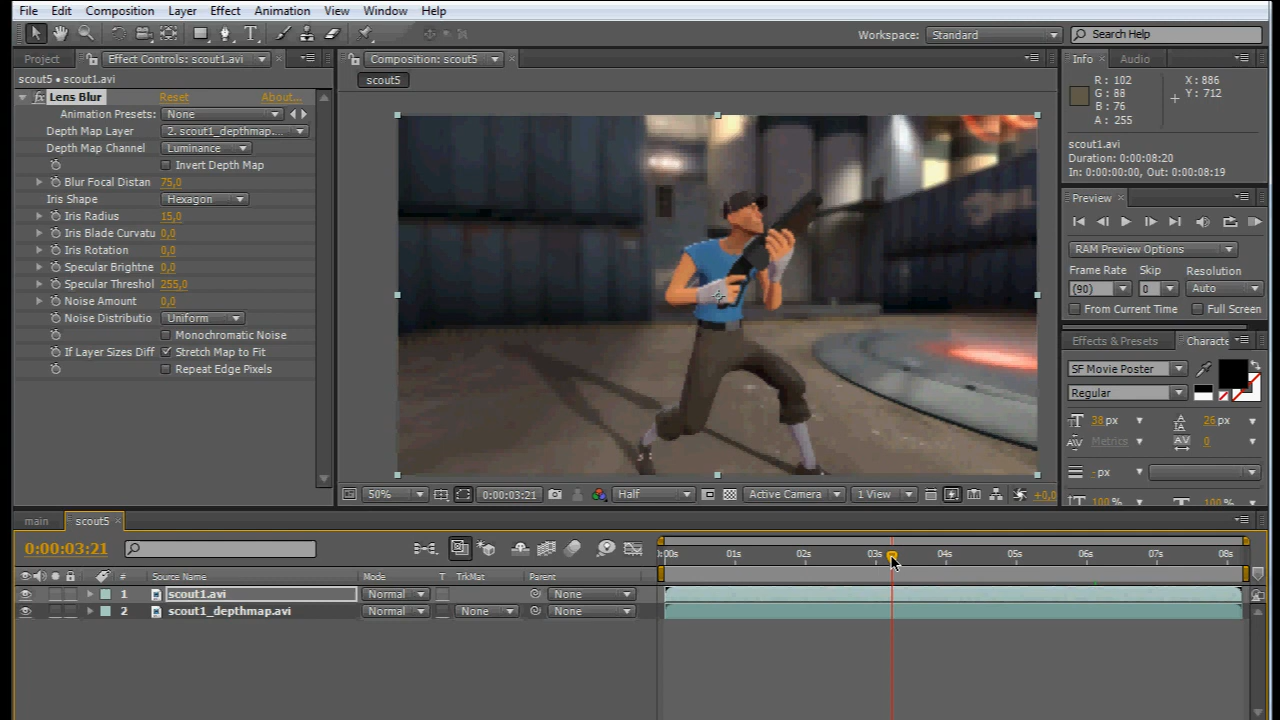 File Edit Composition Layer Effect Animation View Window Help
Workspace: Standard Search Help
Project Effect Controls: scout1.avi
scout5 • scout1.avi
fx Lens Blur Reset About...
Animation Presets: None
Depth Map Layer 2. scout1_depthmap....
Depth Map Channel Luminance
Invert Depth Map
Blur Focal Distan 75,0
Iris Shape Hexagon
Iris Radius 15,0
Iris Blade Curvatu 0,0
Iris Rotation 0,0
Specular Brightne 0,0
Specular Threshol 255,0
Noise Amount 0,0
Noise Distributio Uniform
Monochromatic Noise
If Layer Sizes Diff Stretch Map to Fit
Repeat Edge Pixels
Composition: scout5
scout5
50% 0:00:03:21 Half Active Camera 1 View +0,0
Info Audio
R: 102 X: 886
G: 88 Y: 712
B: 76
A: 255
scout1.avi
Duration: 0:00:08:20
In: 0:00:00:00, Out: 0:00:08:19
Preview
RAM Preview Options
Frame Rate Skip Resolution
(90) 0 Auto
From Current Time Full Screen
Effects & Presets Characte
SF Movie Poster
Regular
38 px 26 px
Metrics 0
- px
100 % 100 %
main scout5
0:00:03:21
:00s 01s 02s 03s 04s 05s 06s 07s 08s
# Source Name Mode T TrkMat Parent
1 scout1.avi Normal None
2 scout1_depthmap.avi Normal None None